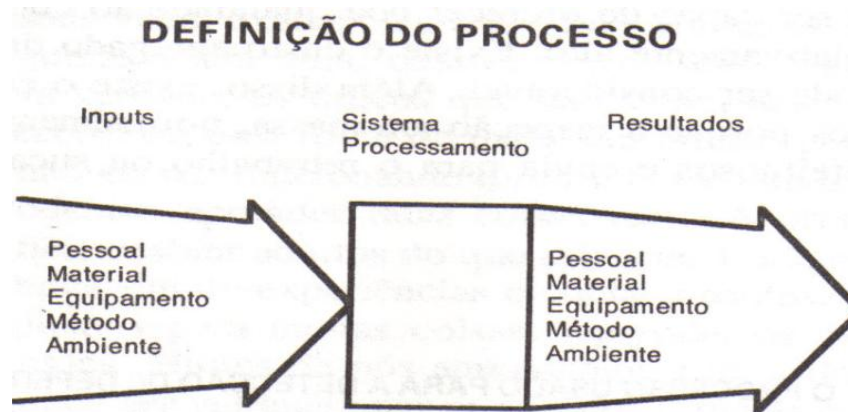 DEFINIÇÃO DO PROCESSO
Inputs
Sistema
Processamento
Resultados
Pessoal
Material
Equipamento
Método
Ambiente
Pessoal
Material
Equipamento
Método
Ambiente